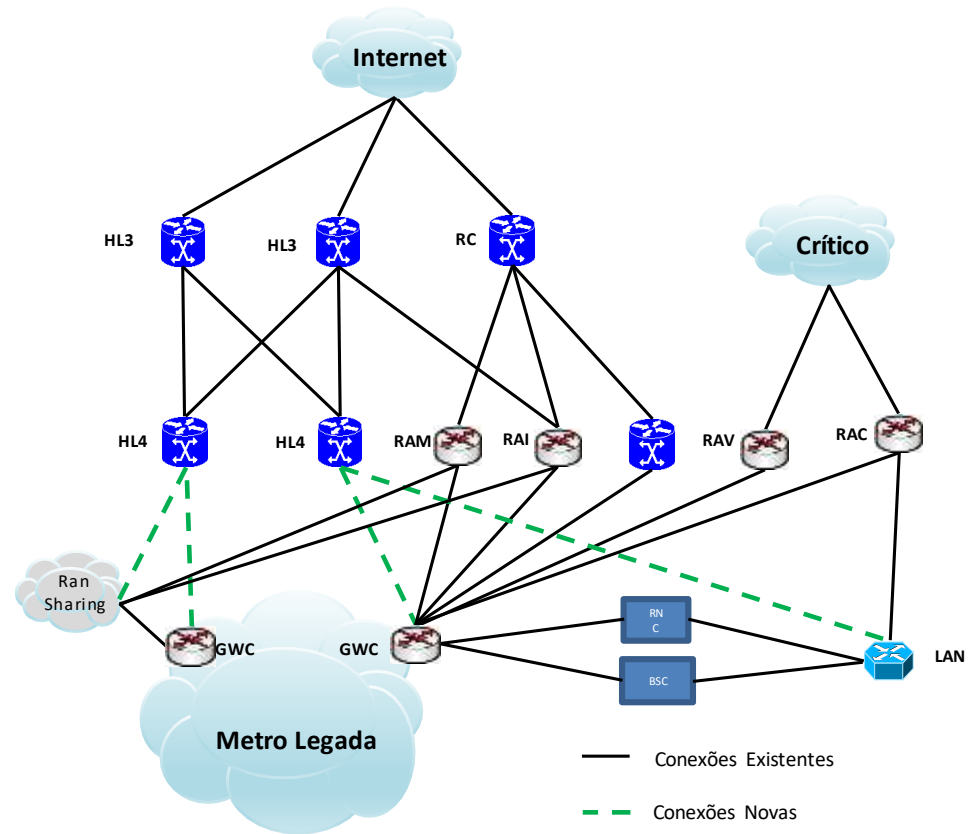 Internet
HL3
HL3
RC
Crítico
HL4
HL4
RAM
RAI
RAV
RAC
Ran
Sharing
GWC
GWC
RN
C
BSC
LAN
Metro Legada
Conexões Existentes
Conexões Novas